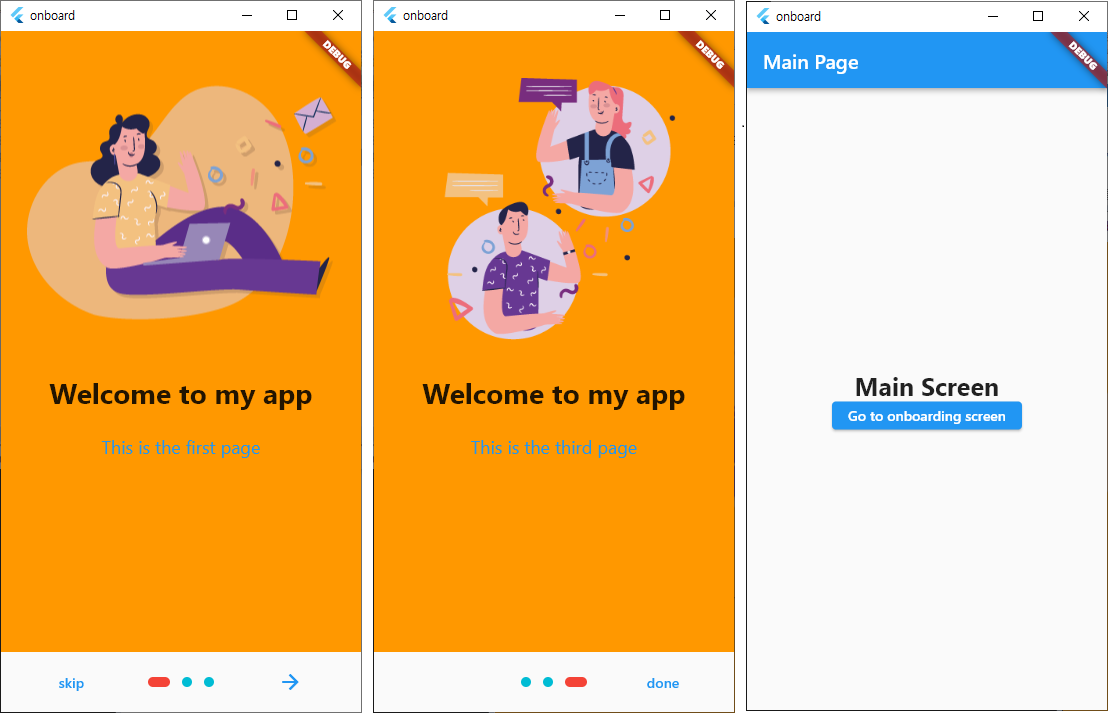 onboard
DEBUG
Welcome to my app
This is the first page
skip
onboard
DEBUG
Welcome to my app
This is the third page
done
onboard
Main Page
DEBUG
Main Screen
Go to onboarding screen